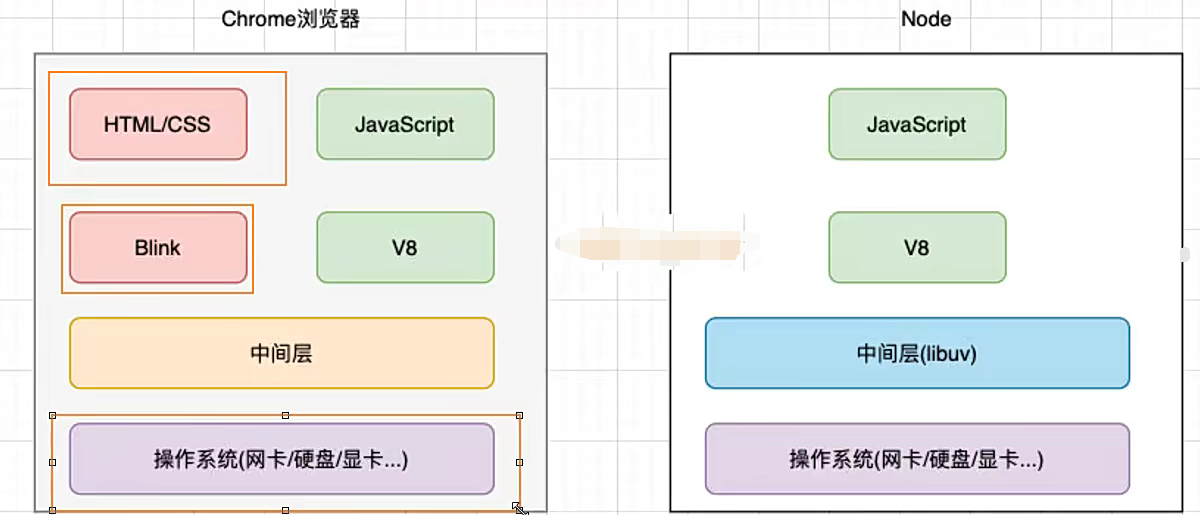 Chrome浏览器
HTML/CSS
JavaScript
Blink
V8
中间层
操作系统(网卡/硬盘/显卡...)
Node
JavaScript
V8
中间层(libuv)
操作系统(网卡/硬盘/显卡...)